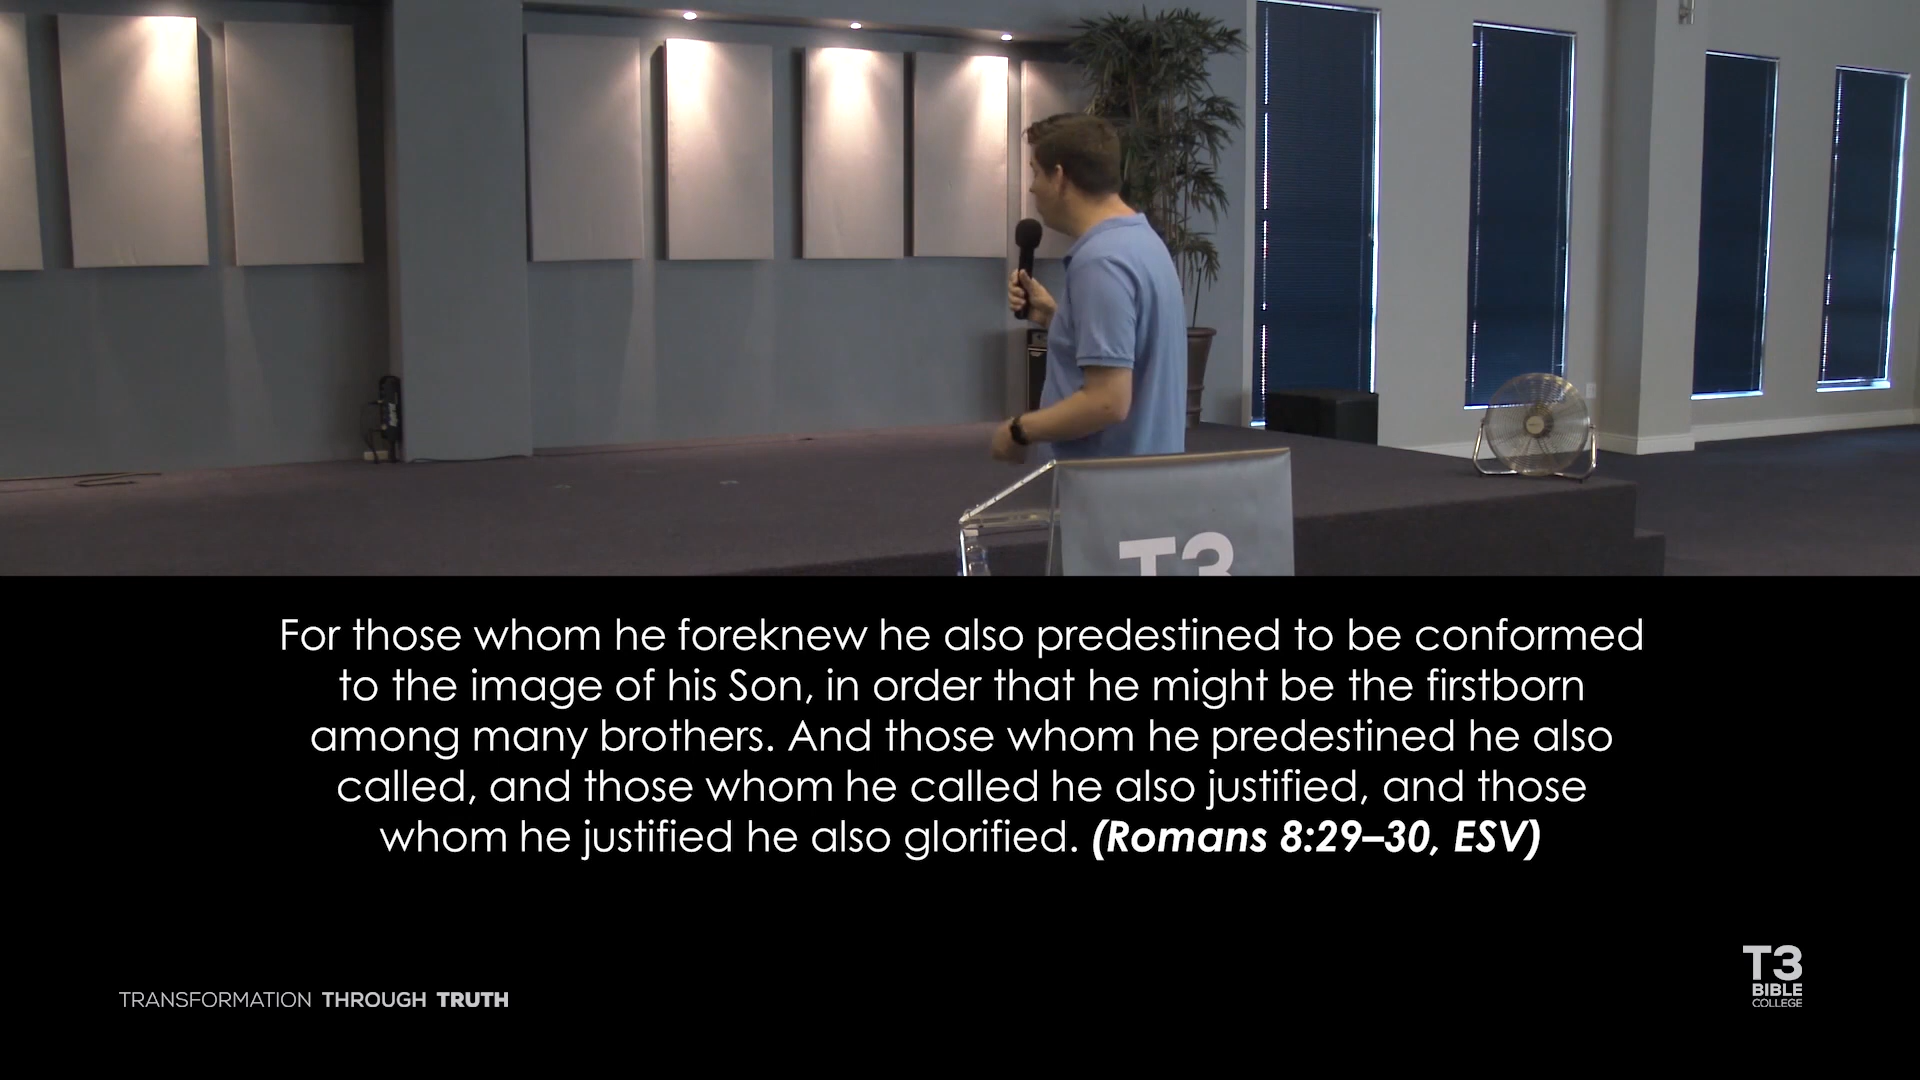 T3
For those whom he foreknew he also predestined to be conformed
to the image of his Son, in order that he might be the firstborn
among many brothers. And those whom he predestined he also
called, and those whom he called he also justified, and those
whom he justified he also glorified. (Romans 8:29–30, ESV)
TRANSFORMATION THROUGH TRUTH
T3
BIBLE
COLLEGE